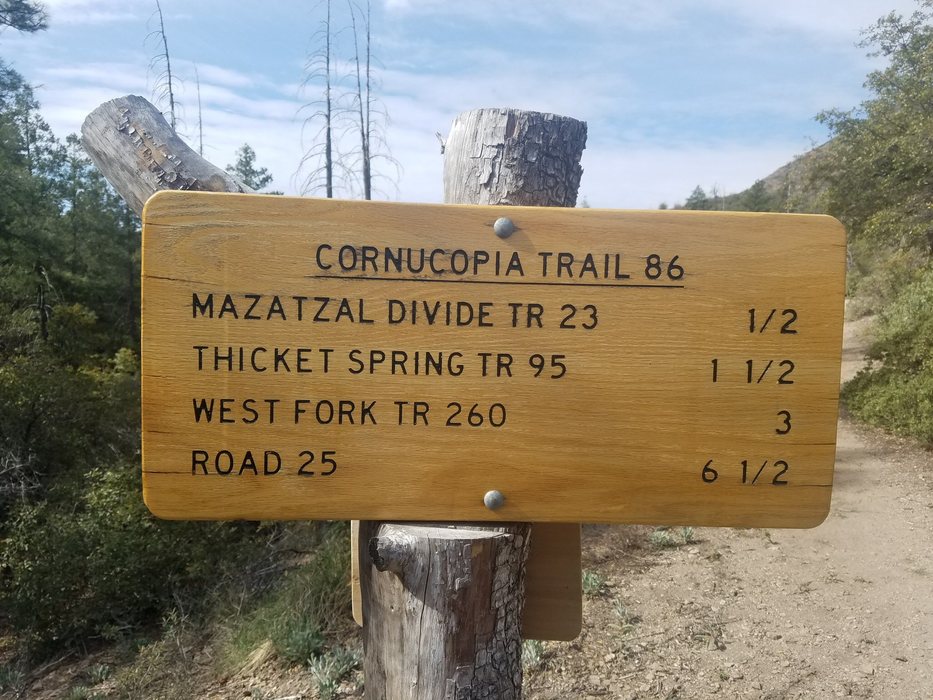 CORNUCOPIA TRAIL 86
MAZATZAL DIVIDE TR 23 1/2
THICKET SPRING TR 95 1 1/2
WEST FORK TR 260 3
ROAD 25 6 1/2